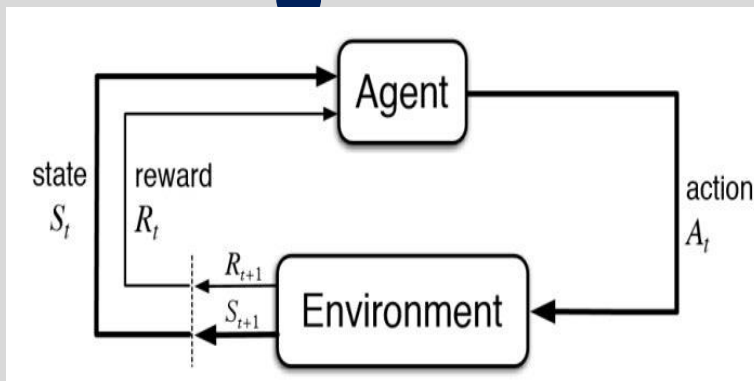 Agent
state
S_t
reward
R_t
action
A_t
R_{t+1}
S_{t+1}
Environment